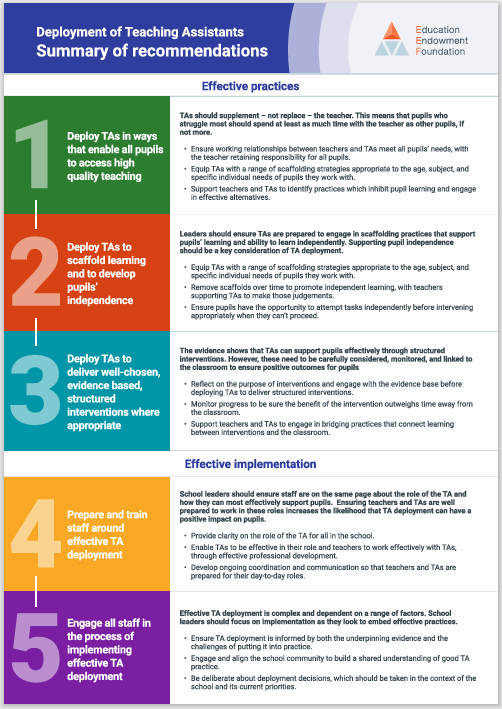 Deployment of Teaching Assistants
Summary of recommendations
Education
Endowment
Foundation
Effective practices
1
Deploy TAs in ways
that enable all pupils
to access high
quality teaching
TAs should supplement – not replace – the teacher. This means that pupils who
struggle most should spend at least as much time with the teacher as other pupils, if
not more.
• Ensure working relationships between teachers and TAs meet all pupils' needs, with
the teacher retaining responsibility for all pupils.
• Equip TAs with a range of scaffolding strategies appropriate to the age, subject, and
specific individual needs of pupils they work with.
• Support teachers and TAs to identify practices which inhibit pupil learning and engage
in effective alternatives.
2
Deploy TAs to
scaffold learning
and to develop
pupils'
independence
Leaders should ensure TAs are prepared to engage in scaffolding practices that support
pupils' learning and ability to learn independently. Supporting pupil independence
should be a key consideration of TA deployment.
• Equip TAs with a range of scaffolding strategies appropriate to the age, subject, and
specific individual needs of pupils they work with.
• Remove scaffolds over time to promote independent learning, with teachers
supporting TAs to make those judgements.
• Ensure pupils have the opportunity to attempt tasks independently before intervening
appropriately when they can't proceed.
3
Deploy TAs to
deliver well-chosen,
evidence based,
structured
interventions where
appropriate
The evidence shows that TAs can support pupils effectively through structured
interventions. However, these need to be carefully considered, monitored, and linked to
the classroom to ensure positive outcomes for pupils
• Reflect on the purpose of interventions and engage with the evidence base before
deploying TAs to deliver structured interventions.
• Monitor progress to be sure the benefit of the intervention outweighs time away from
the classroom.
• Support teachers and TAs to engage in bridging practices that connect learning
between interventions and the classroom.
Effective implementation
4
Prepare and train
staff around
effective TA
deployment
School leaders should ensure staff are on the same page about the role of the TA and
how they can most effectively support pupils. Ensuring teachers and TAs are well
prepared to work in these roles increases the likelihood that TA deployment can have a
positive impact on pupils.
• Provide clarity on the role of the TA for all in the school.
• Enable TAs to be effective in their role and teachers to work effectively with TAs,
through effective professional development.
• Develop ongoing coordination and communication so that teachers and TAs are
prepared for their day-to-day roles.
5
Engage all staff in
the process of
implementing
effective TA
deployment
Effective TA deployment is complex and dependent on a range of factors. School
leaders should focus on implementation as they look to embed effective practices.
• Ensure TA deployment is informed by both the underpinning evidence and the
challenges of putting it into practice.
• Engage and align the school community to build a shared understanding of good TA
practice.
• Be deliberate about deployment decisions, which should be taken in the context of the
school and its current priorities.